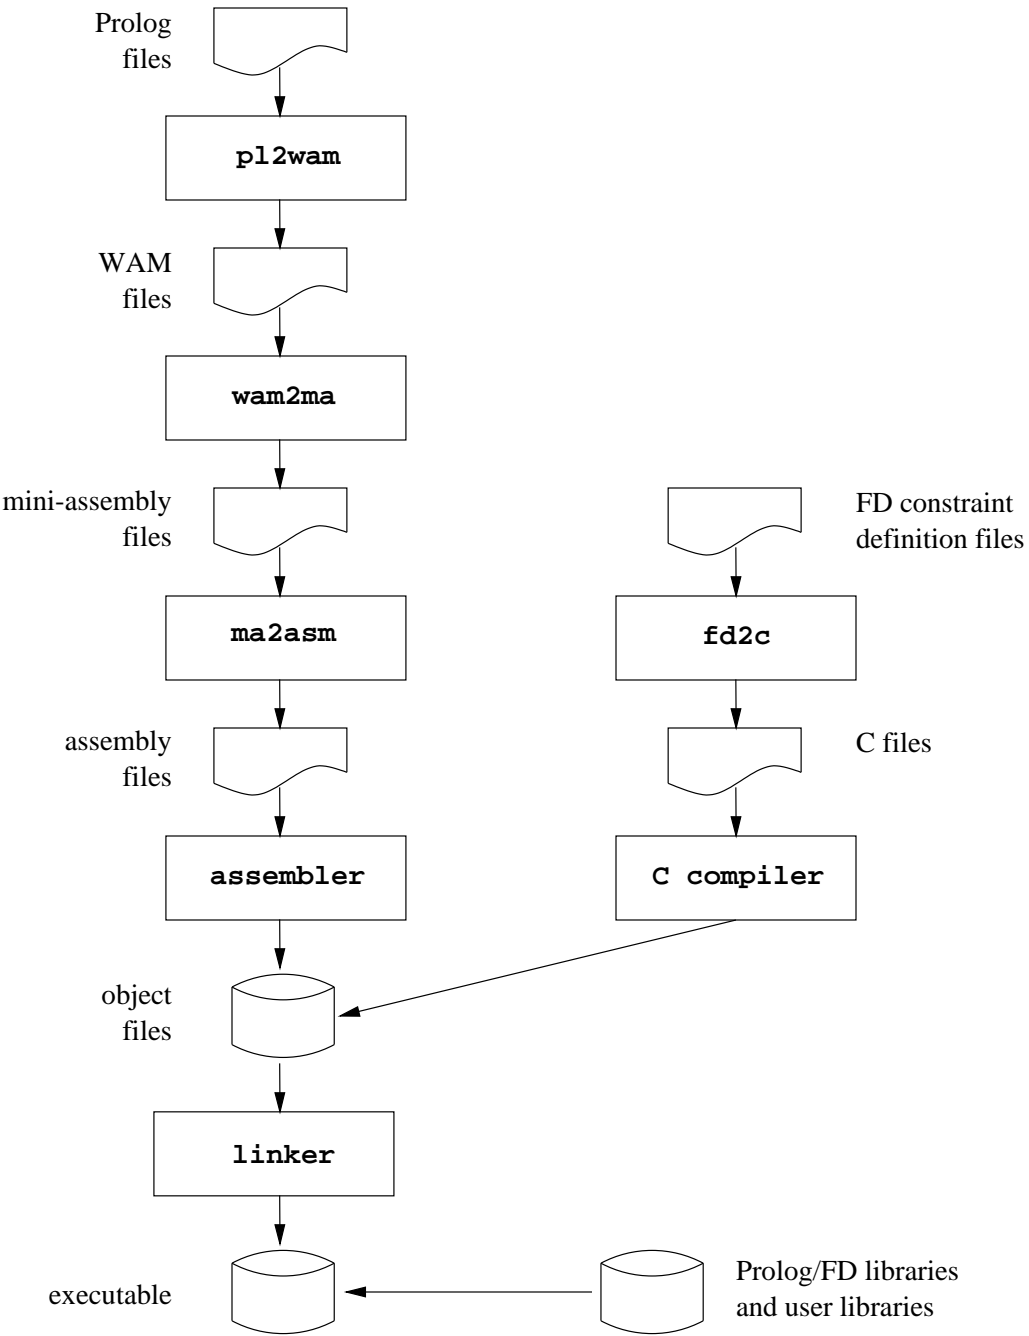 Prolog
files
pl2wam
WAM
files
wam2ma
mini-assembly
files
FD constraint
definition files
ma2asm
fd2c
assembly
files
C files
assembler
C compiler
object
files
linker
executable
Prolog/FD libraries
and user libraries